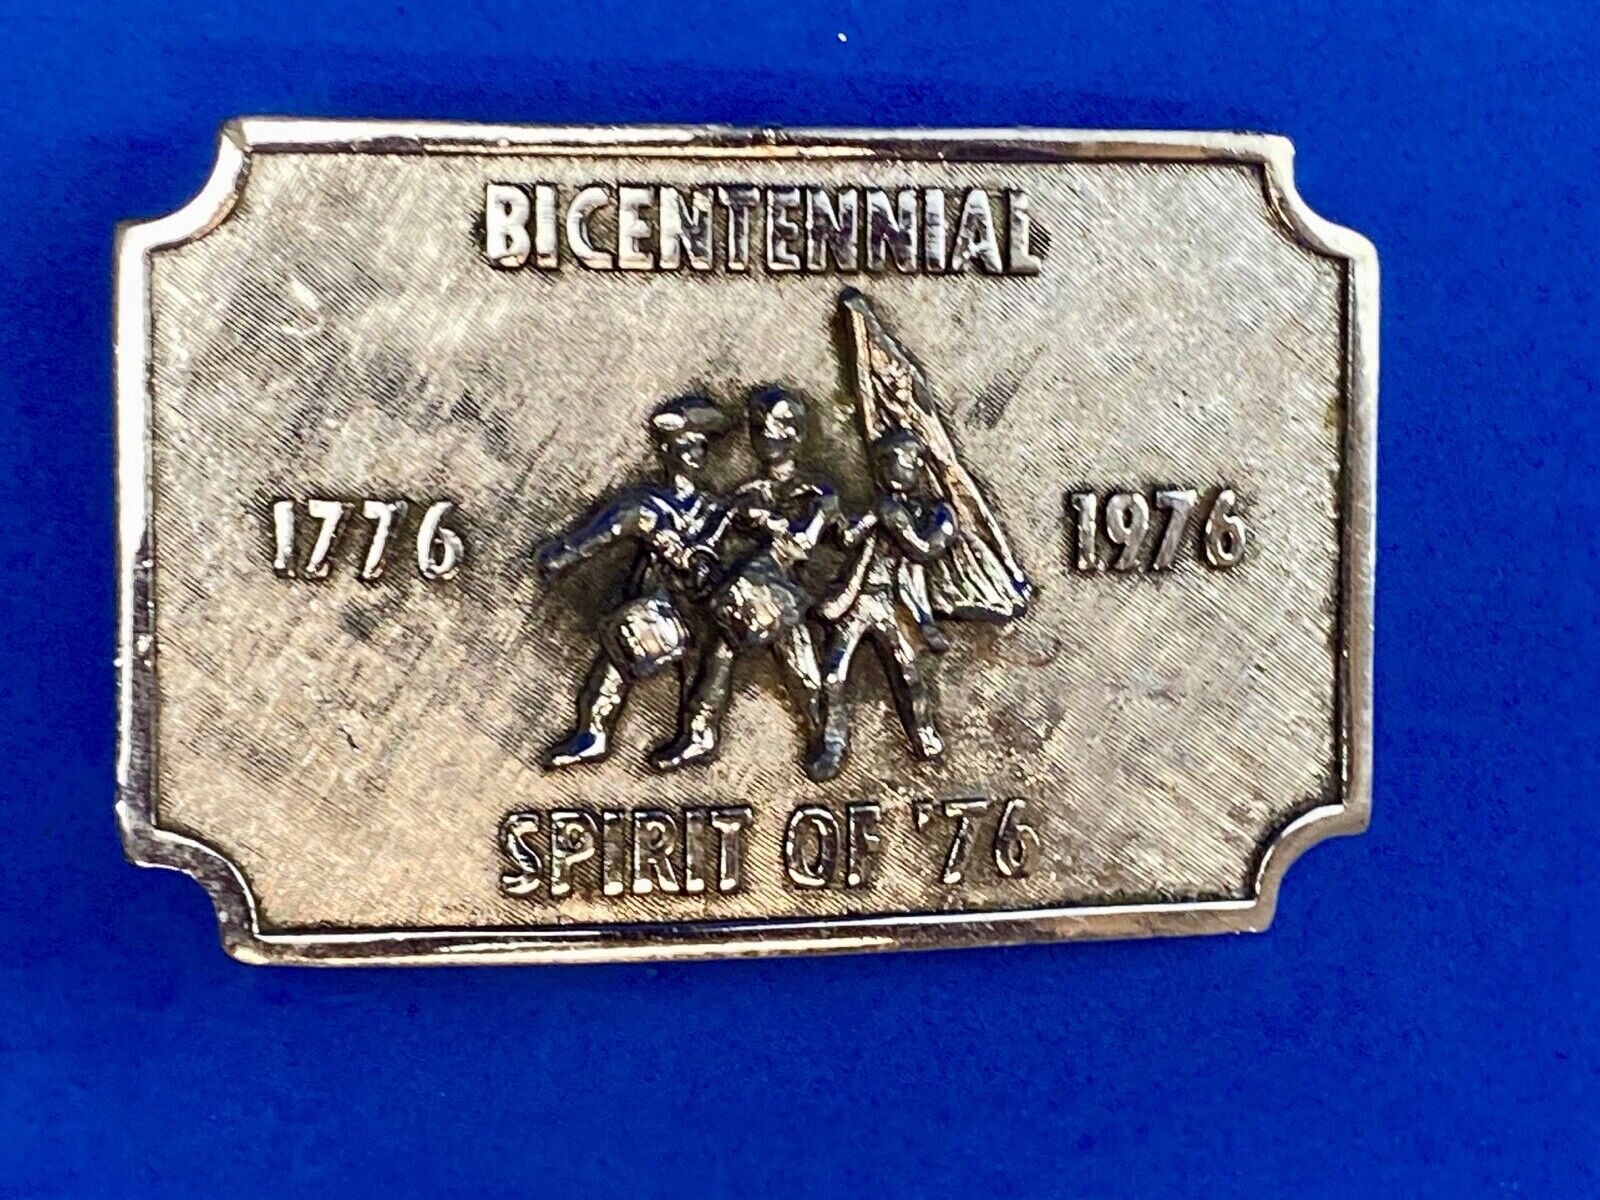 BICENTENNIAL
1776 1976
SPIRIT OF '76